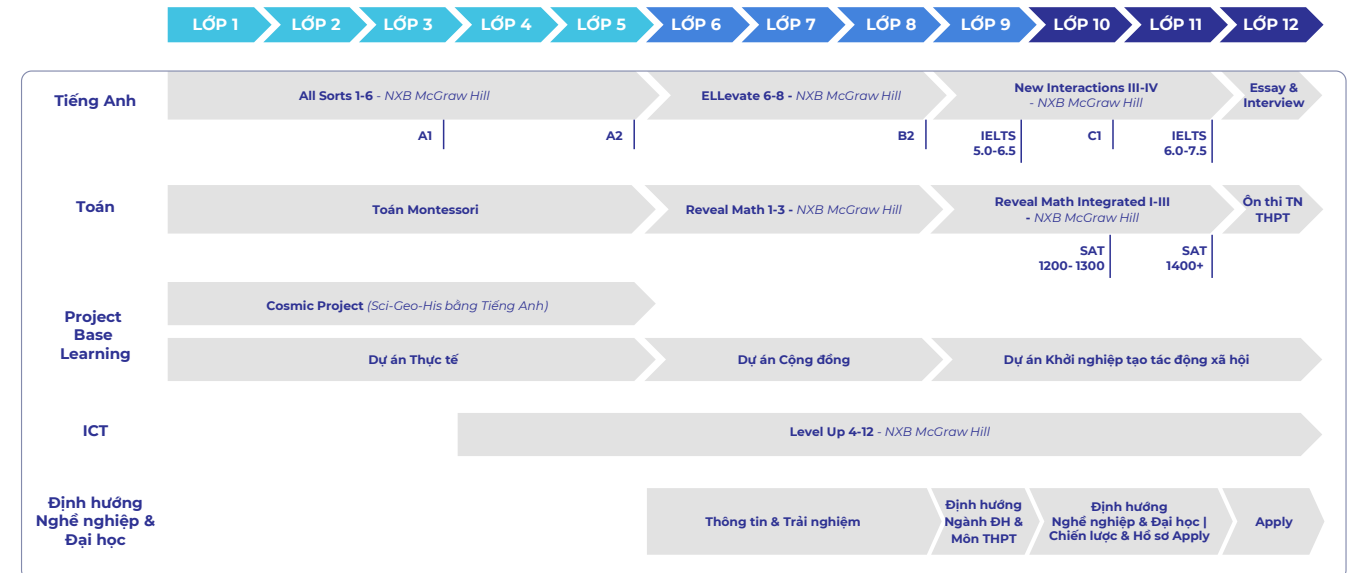 LỚP 1 LỚP 2 LỚP 3 LỚP 4 LỚP 5 LỚP 6 LỚP 7 LỚP 8 LỚP 9 LỚP 10 LỚP 11 LỚP 12
Tiếng Anh
All Sorts 1-6 - NXB McGraw Hill
ELLevate 6-8 - NXB McGraw Hill
New Interactions III-IV
- NXB McGraw Hill
Essay &
Interview
A1
A2
B2
IELTS
5.0-6.5
C1
IELTS
6.0-7.5
Toán
Toán Montessori
Reveal Math 1-3 - NXB McGraw Hill
Reveal Math Integrated I-III
- NXB McGraw Hill
Ôn thi TN
THPT
SAT
1200- 1300
SAT
1400+
Project
Base
Learning
Cosmic Project (Sci-Geo-His bằng Tiếng Anh)
Dự án Thực tế
Dự án Cộng đồng
Dự án Khởi nghiệp tạo tác động xã hội
ICT
Level Up 4-12 - NXB McGraw Hill
Định hướng
Nghề nghiệp &
Đại học
Thông tin & Trải nghiệm
Định hướng
Ngành ĐH &
Môn THPT
Định hướng
Nghề nghiệp & Đại học |
Chiến lược & Hồ sơ Apply
Apply